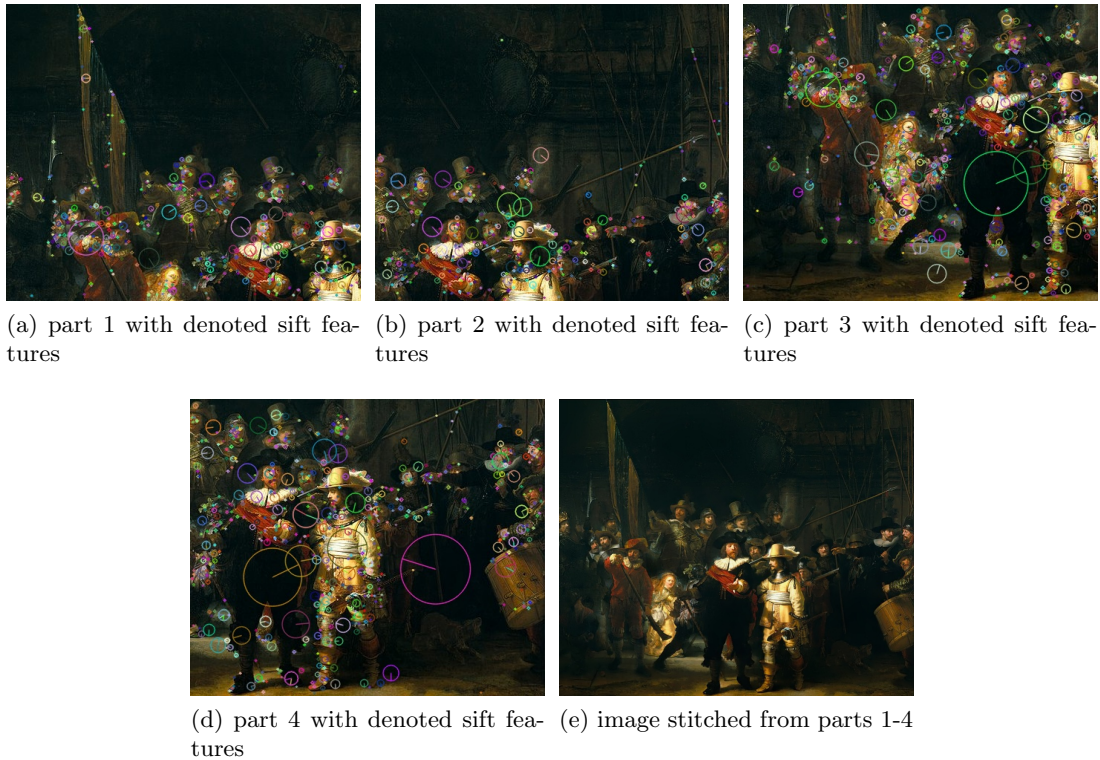 (a) part 1 with denoted sift fea-
tures
(b) part 2 with denoted sift fea-
tures
(c) part 3 with denoted sift fea-
tures
(d) part 4 with denoted sift fea-
tures
(e) image stitched from parts 1-4